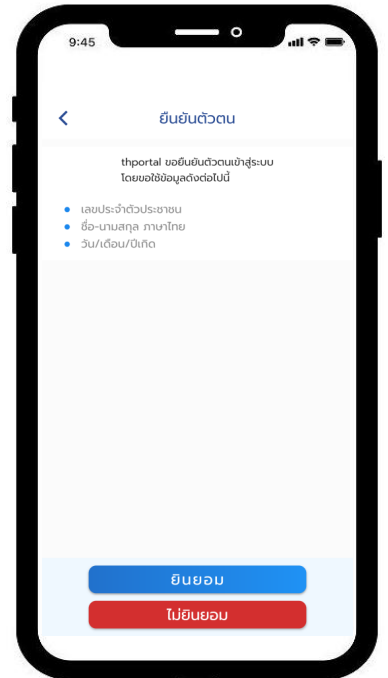 9:45
ยืนยันตัวตน
thportal ขอยืนยันตัวตนเข้าสู่ระบบ
โดยขอใช้ข้อมูลดังต่อไปนี้
เลขประจำตัวประชาชน
ชื่อ-นามสกุล ภาษาไทย
วัน/เดือน/ปีเกิด
ยินยอม
ไม่ยินยอม